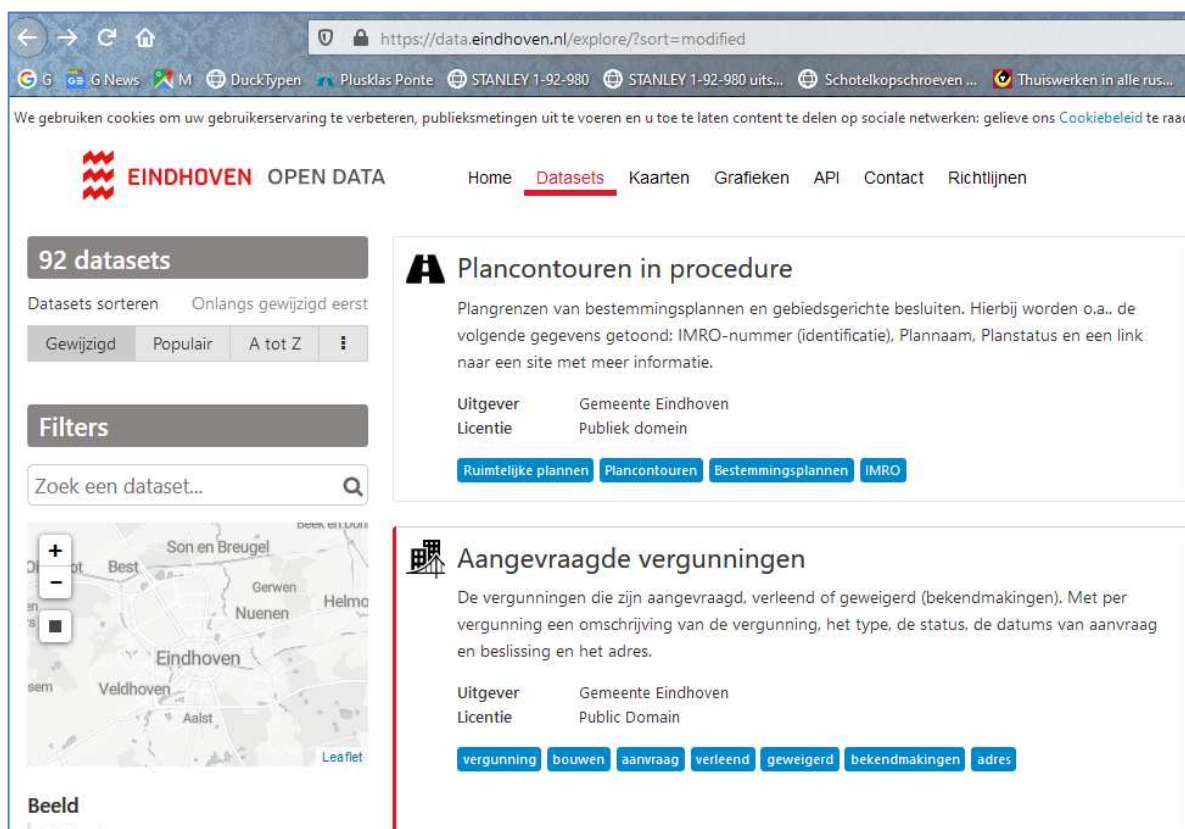 https://data.eindhoven.nl/explore/?sort=modified
G G News M DuckTypen Plusklas Ponte STANLEY 1-92-980 STANLEY 1-92-980 uits... Schotelkopschroeven ... Thuiswerken in alle rus...
We gebruiken cookies om uw gebruikerservaring te verbeteren, publieksmetingen uit te voeren en u toe te laten content te delen op sociale netwerken: gelieve ons Cookiebeleid te raa
EINDHOVEN OPEN DATA
Home Datasets Kaarten Grafieken API Contact Richtlijnen
92 datasets
Datasets sorteren Onlangs gewijzigd eerst
Gewijzigd Populair A tot Z
Filters
Zoek een dataset...
+
−
Son en Breugel
Best
Gerwen
Nuenen
Helmo
Eindhoven
Veldhoven
Aalst
Leaflet
Beeld
Plancontouren in procedure
Plangrenzen van bestemmingsplannen en gebiedsgerichte besluiten. Hierbij worden o.a.. de
volgende gegevens getoond: IMRO-nummer (identificatie), Plannaam, Planstatus en een link
naar een site met meer informatie.
Uitgever Gemeente Eindhoven
Licentie Publiek domein
Ruimtelijke plannen Plancontouren Bestemmingsplannen IMRO
Aangevraagde vergunningen
De vergunningen die zijn aangevraagd, verleend of geweigerd (bekendmakingen). Met per
vergunning een omschrijving van de vergunning, het type, de status, de datums van aanvraag
en beslissing en het adres.
Uitgever Gemeente Eindhoven
Licentie Public Domain
vergunning bouwen aanvraag verleend geweigerd bekendmakingen adres